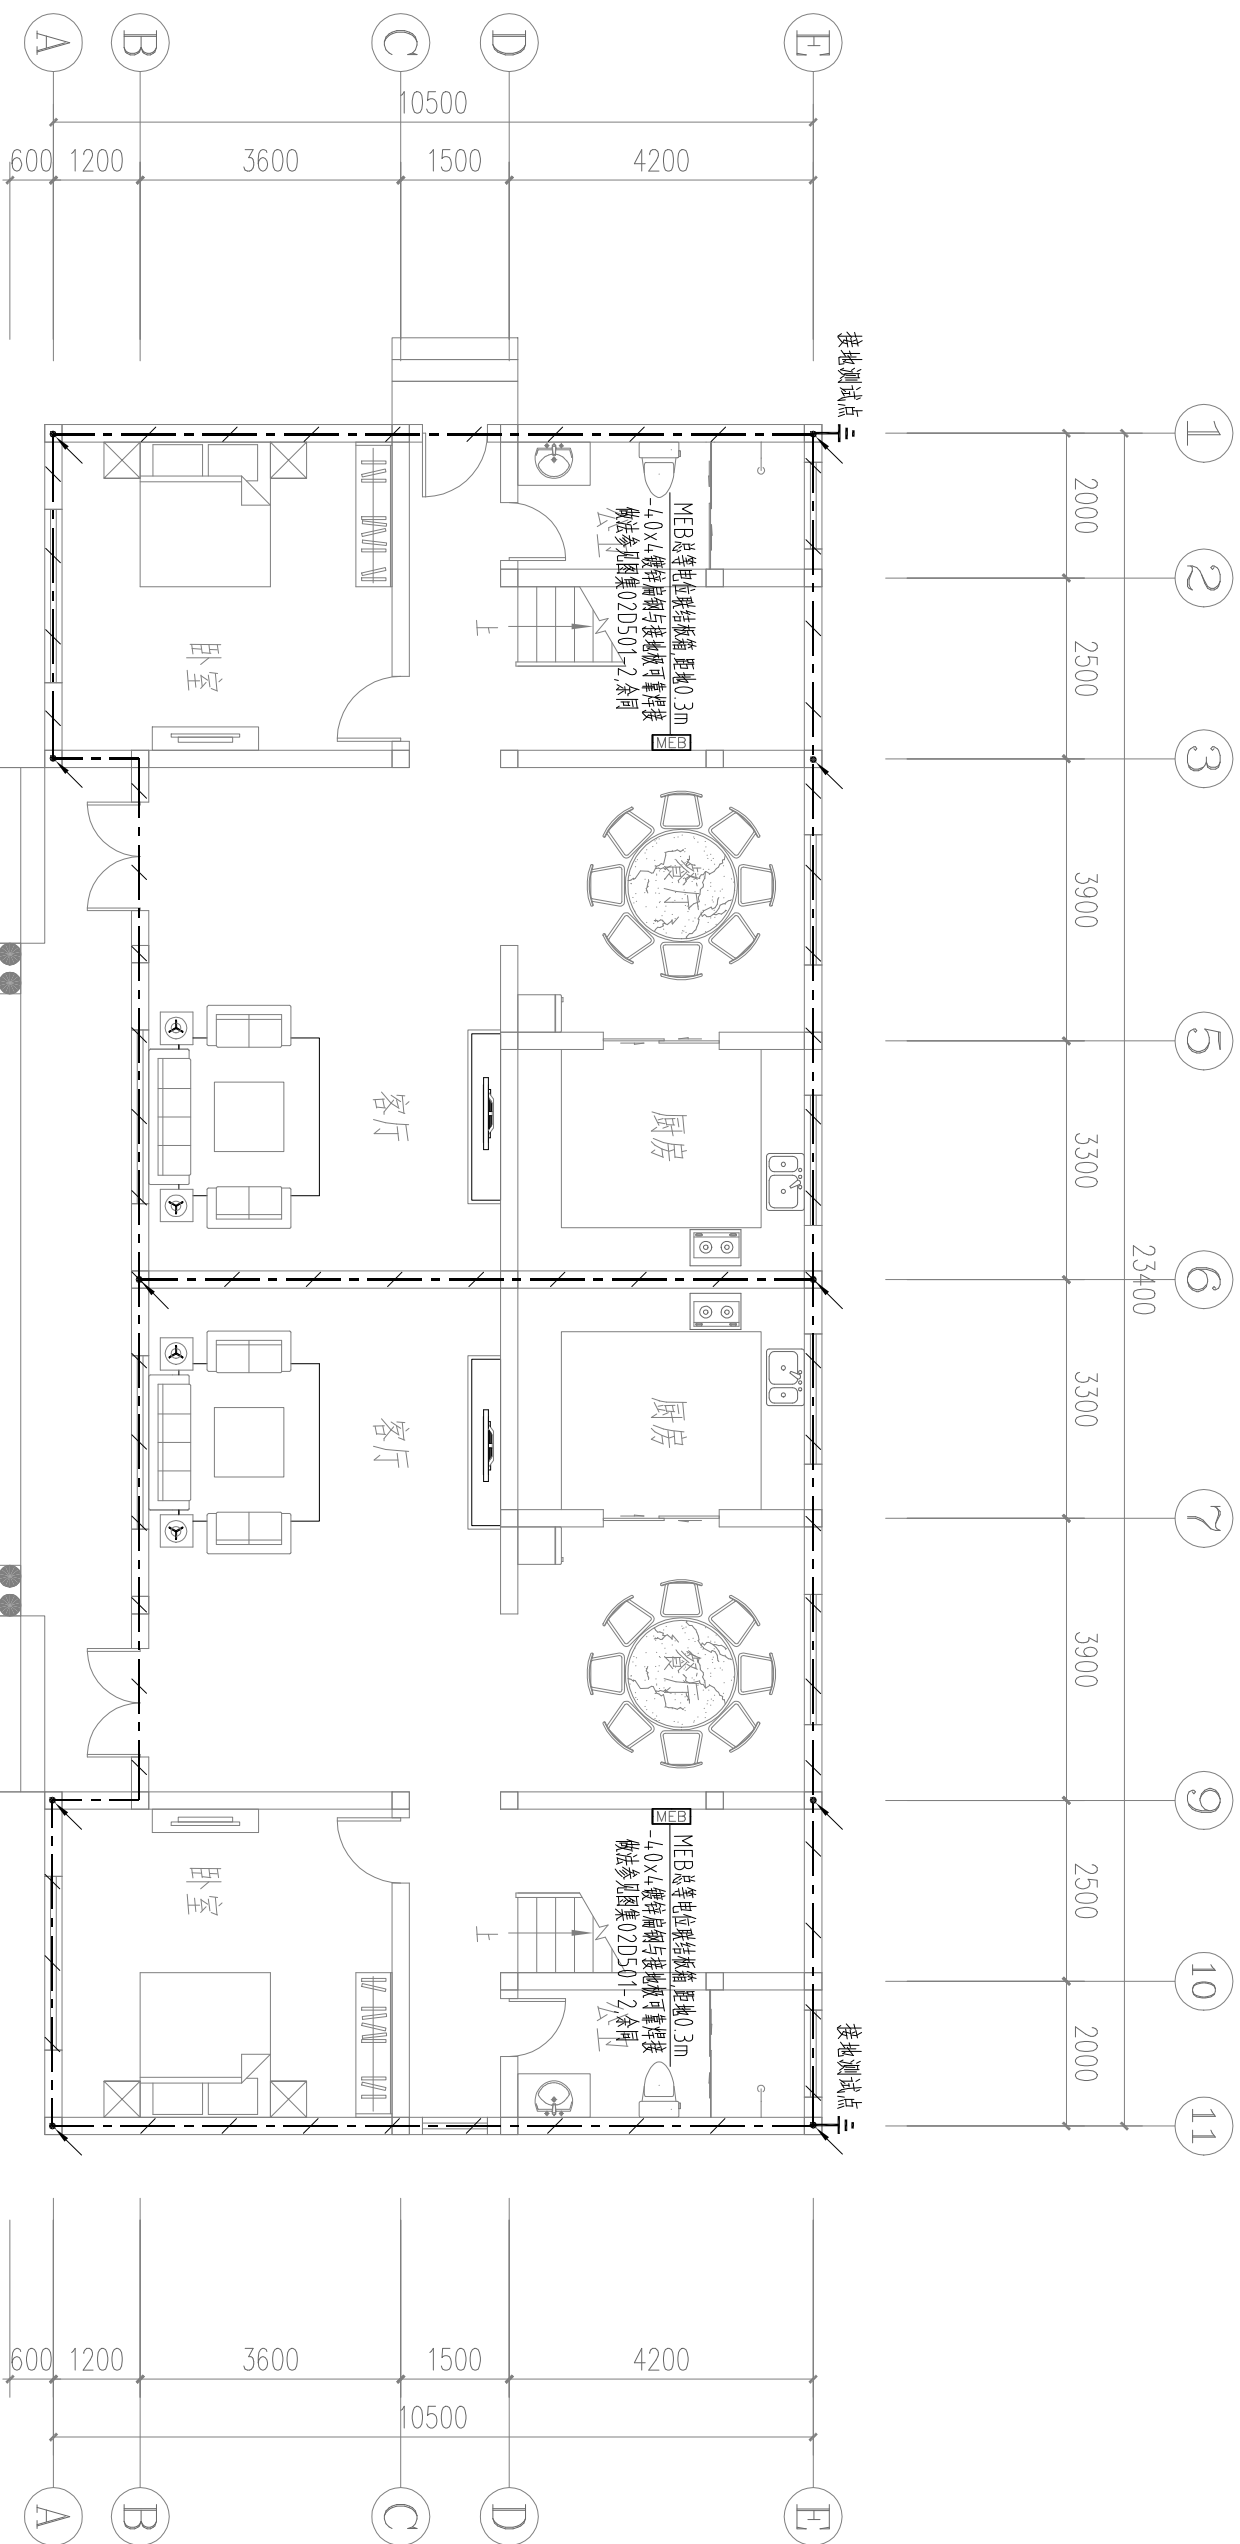 A
B
C
D
E
10500
600
1200
3600
1500
4200
接地测试点
1
2000
2
2500
3
3900
5
3300
6
23400
3300
7
3900
9
2500
10
2000
11
公卫
MEB总等电位联结板箱,距地0.3m
-40x4镀锌扁钢与接地极可靠焊接
做法参见图集02D501-2,余同
上
MEB
卧室
餐厅
客厅
厨房
客厅
厨房
餐厅
MEB
MEB总等电位联结板箱,距地0.3m
-40x4镀锌扁钢与接地极可靠焊接
做法参见图集02D501-2,余同
上
卧室
公卫
接地测试点
600
1200
3600
1500
4200
10500
A
B
C
D
E